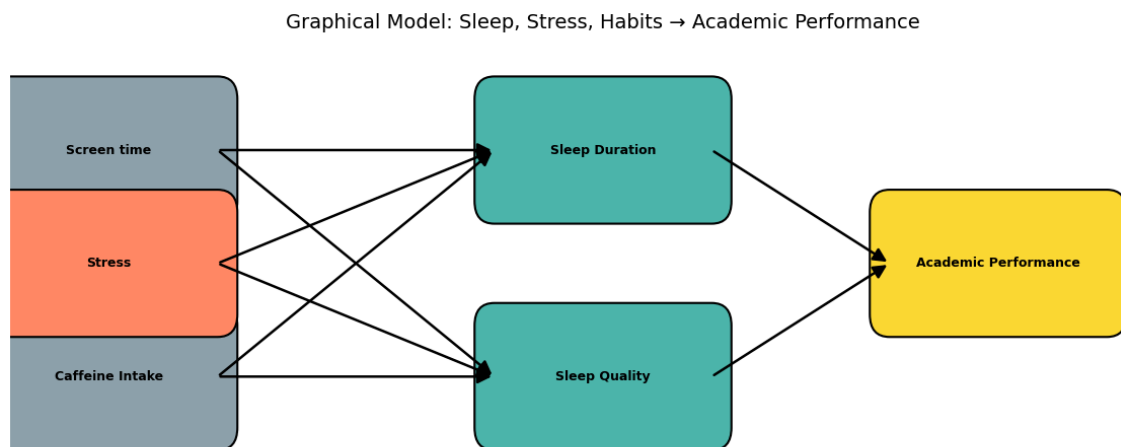 Graphical Model: Sleep, Stress, Habits → Academic Performance
Screen time
Sleep Duration
Stress
Academic Performance
Caffeine Intake
Sleep Quality